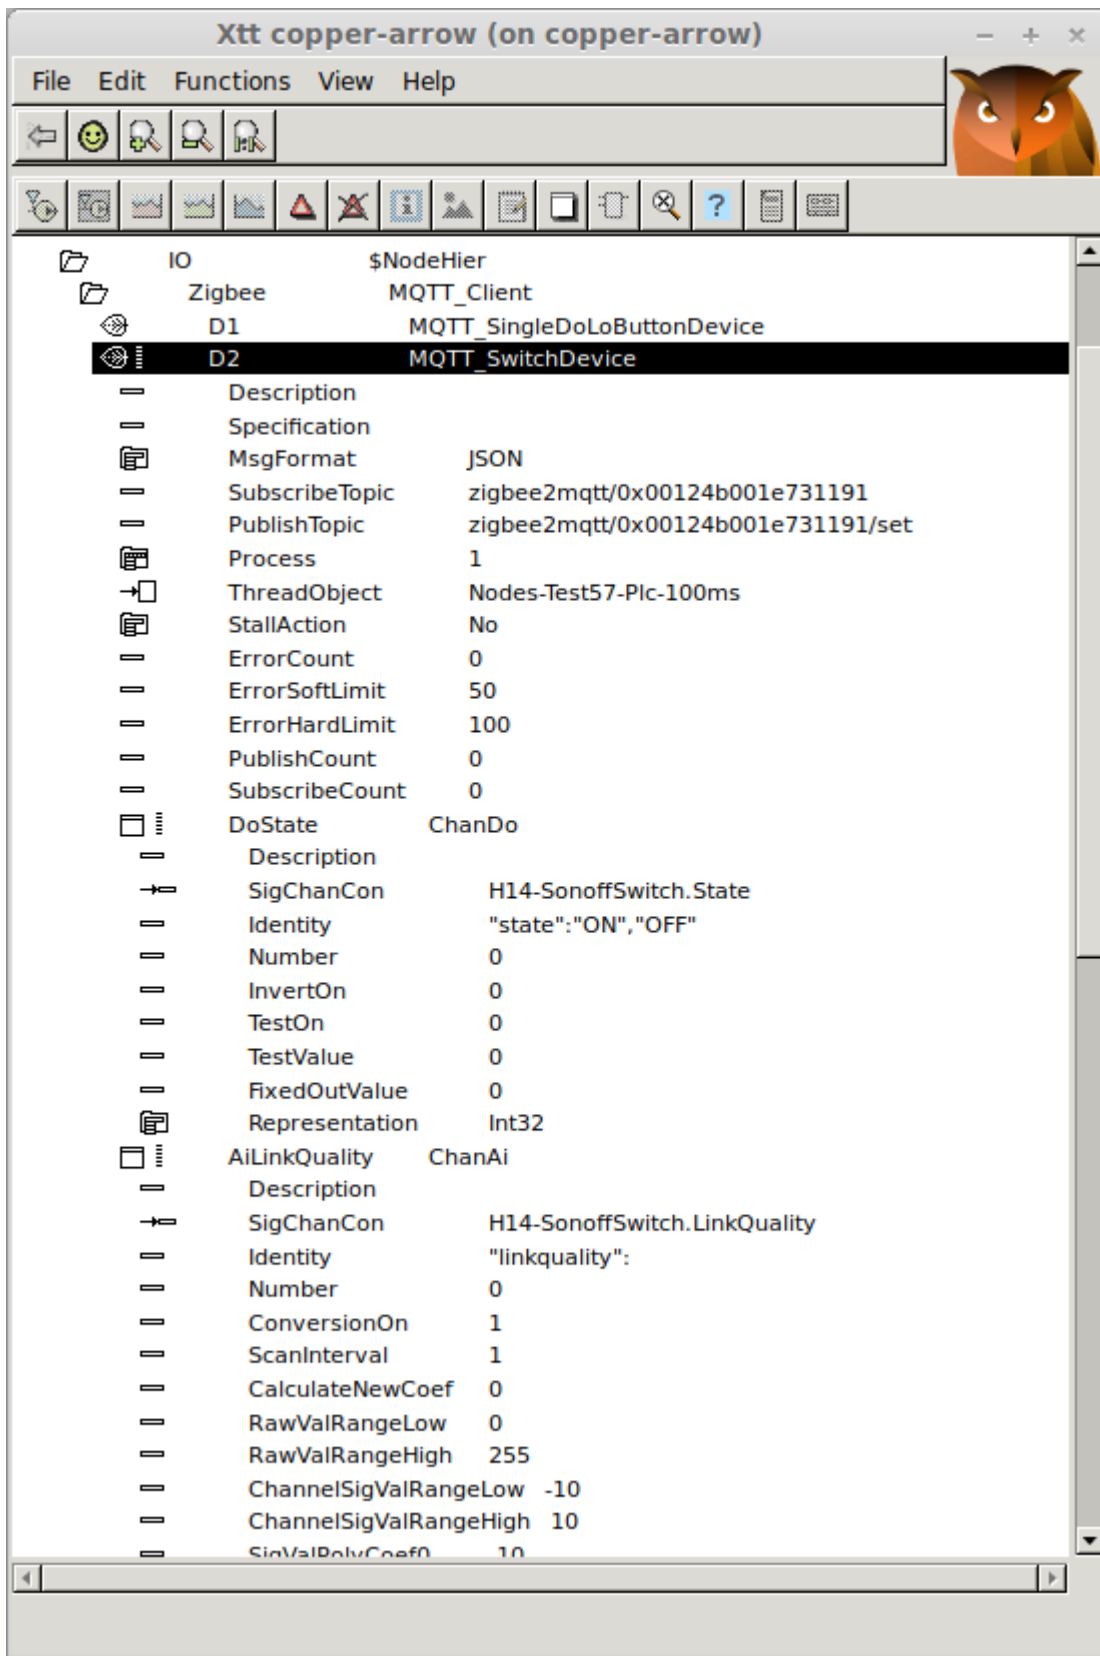 Xtt copper-arrow (on copper-arrow)
File Edit Functions View Help
IO $NodeHier
Zigbee MQTT_Client
D1 MQTT_SingleDoLoButtonDevice
D2 MQTT_SwitchDevice
Description
Specification
MsgFormat JSON
SubscribeTopic zigbee2mqtt/0x00124b001e731191
PublishTopic zigbee2mqtt/0x00124b001e731191/set
Process 1
ThreadObject Nodes-Test57-Plc-100ms
StallAction No
ErrorCount 0
ErrorSoftLimit 50
ErrorHardLimit 100
PublishCount 0
SubscribeCount 0
DoState ChanDo
Description
SigChanCon H14-SonoffSwitch.State
Identity "state":"ON","OFF"
Number 0
InvertOn 0
TestOn 0
TestValue 0
FixedOutValue 0
Representation Int32
AiLinkQuality ChanAi
Description
SigChanCon H14-SonoffSwitch.LinkQuality
Identity "linkquality":
Number 0
ConversionOn 1
ScanInterval 1
CalculateNewCoef 0
RawValRangeLow 0
RawValRangeHigh 255
ChannelSigValRangeLow -10
ChannelSigValRangeHigh 10
SigValPolyCoef0